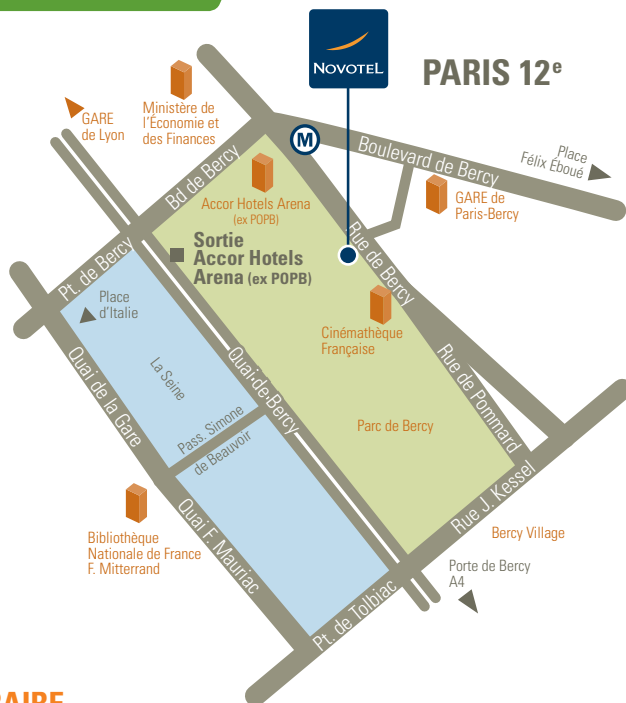 NOVOTEL
PARIS 12e
Ministère de
l'Économie et
des Finances
GARE
de Lyon
M
Boulevard de Bercy
Place
Félix Éboué
Bd de Bercy
GARE de
Paris-Bercy
Accor Hotels Arena
(ex POPB)
Sortie
Accor Hotels
Arena (ex POPB)
Rue de Bercy
Pt. de Bercy
Place
d'Italie
Cinémathèque
Française
La Seine
Quai-de-Bercy
Rue de Pommard
Quai de la Gare
Pass. Simone
de Beauvoir
Parc de Bercy
Rue J. Kessel
Bercy Village
Bibliothèque
Nationale de France
F. Mitterrand
Quai F. Mauriac
Porte de Bercy
A4
Pt. de Tolbiac